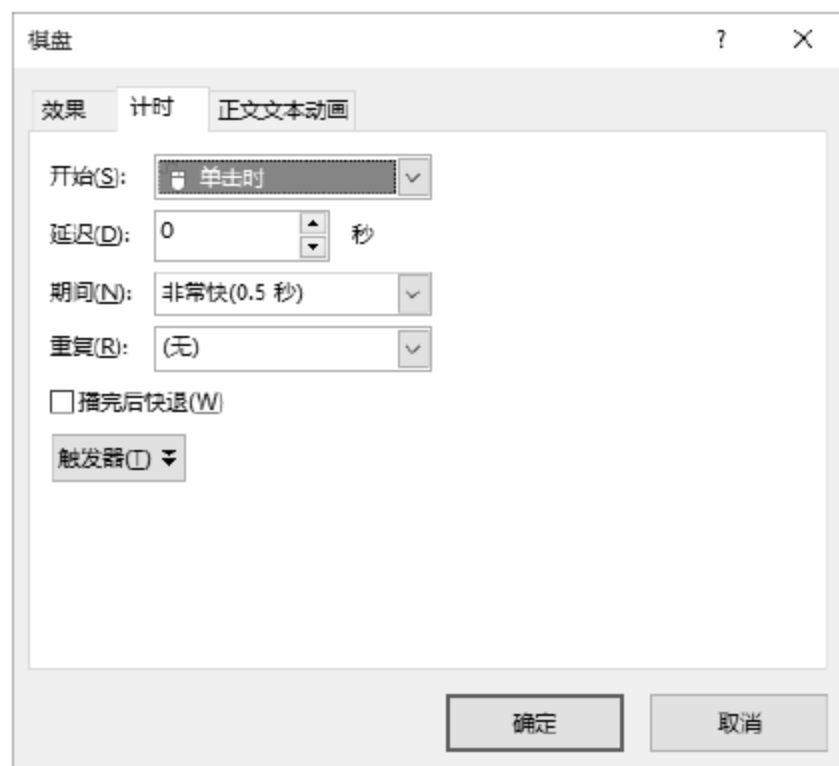 棋盘 ?
效果 计时 正文文本动画
开始(S): 单击时
延迟(D): 0 秒
期间(N): 非常快(0.5 秒)
重复(R): (无)
播完后快退(W)
触发器(T)
确定 取消